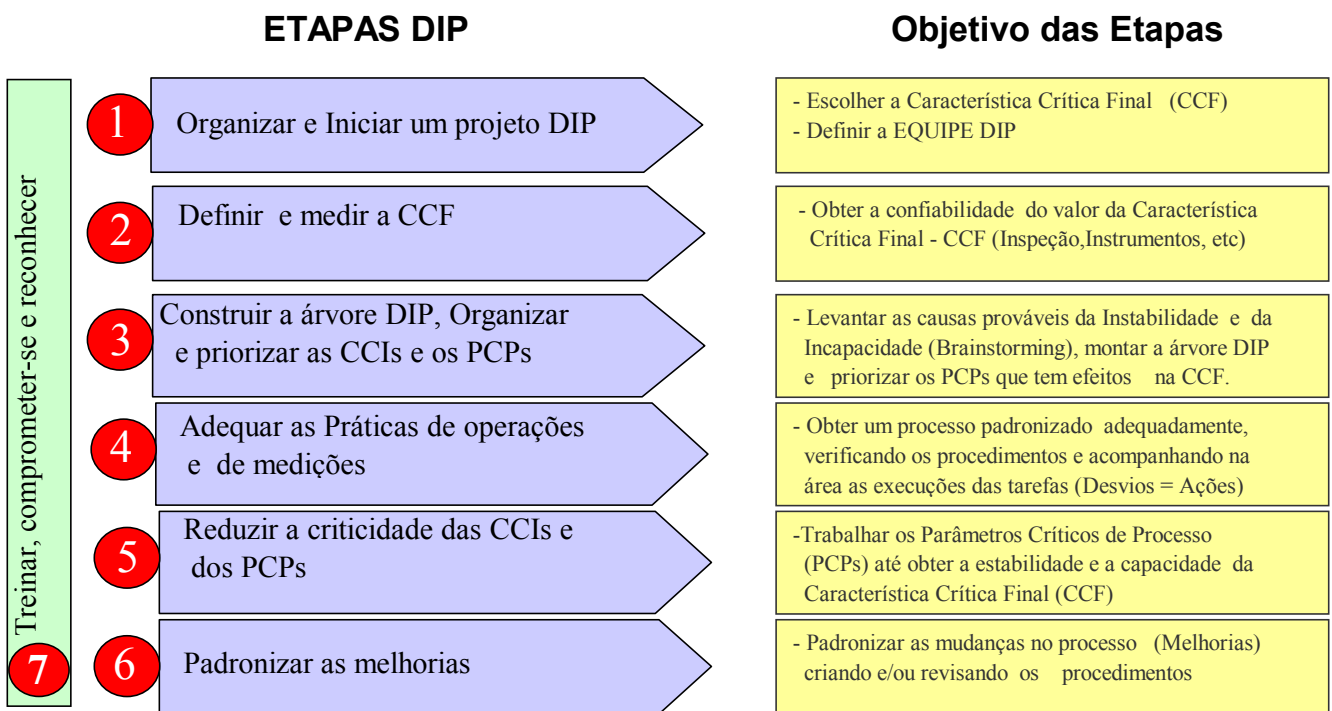 ETAPAS DIP
Objetivo das Etapas
Treinar, comprometer-se e reconhecer
7
1
Organizar e Iniciar um projeto DIP
- Escolher a Característica Crítica Final (CCF)
- Definir a EQUIPE DIP
2
Definir e medir a CCF
- Obter a confiabilidade do valor da Característica
Crítica Final - CCF (Inspeção,Instrumentos, etc)
3
Construir a árvore DIP, Organizar
e priorizar as CCIs e os PCPs
- Levantar as causas prováveis da Instabilidade e da
Incapacidade (Brainstorming), montar a árvore DIP
e priorizar os PCPs que tem efeitos na CCF.
4
Adequar as Práticas de operações
e de medições
- Obter um processo padronizado adequadamente,
verificando os procedimentos e acompanhando na
área as execuções das tarefas (Desvios = Ações)
5
Reduzir a criticidade das CCIs e
dos PCPs
-Trabalhar os Parâmetros Críticos de Processo
(PCPs) até obter a estabilidade e a capacidade da
Característica Crítica Final (CCF)
6
Padronizar as melhorias
- Padronizar as mudanças no processo (Melhorias)
criando e/ou revisando os procedimentos